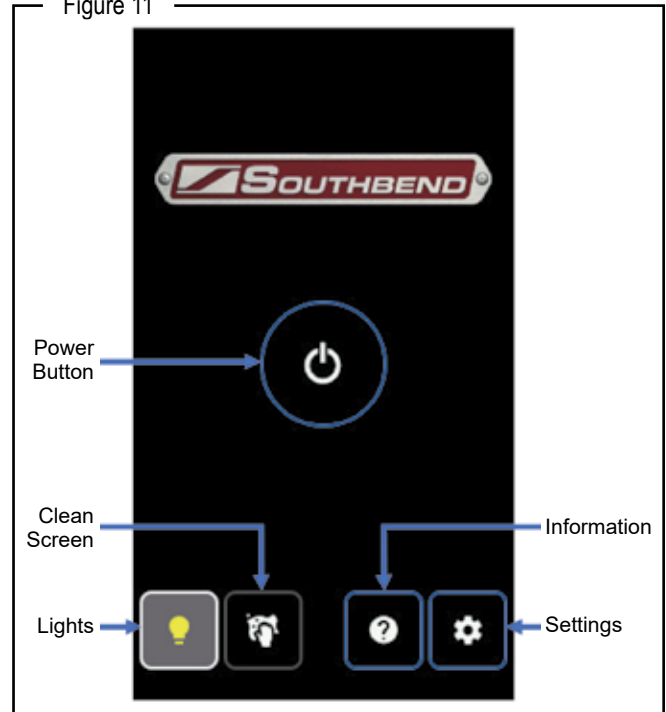 Figure 11
SOUTHBEND
Power
Button
Clean
Screen
Information
Lights
Settings